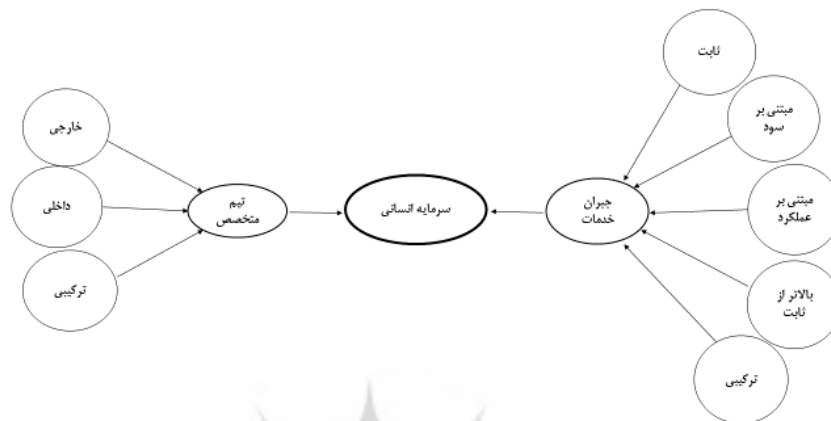 ثابت
مبتنی بر
سود
مبتنی بر
عملکرد
بالاتر از
ثابت
ترکیبی
جبران
خدمات
سرمایه انسانی
تیم
متخصص
خارجی
داخلی
ترکیبی